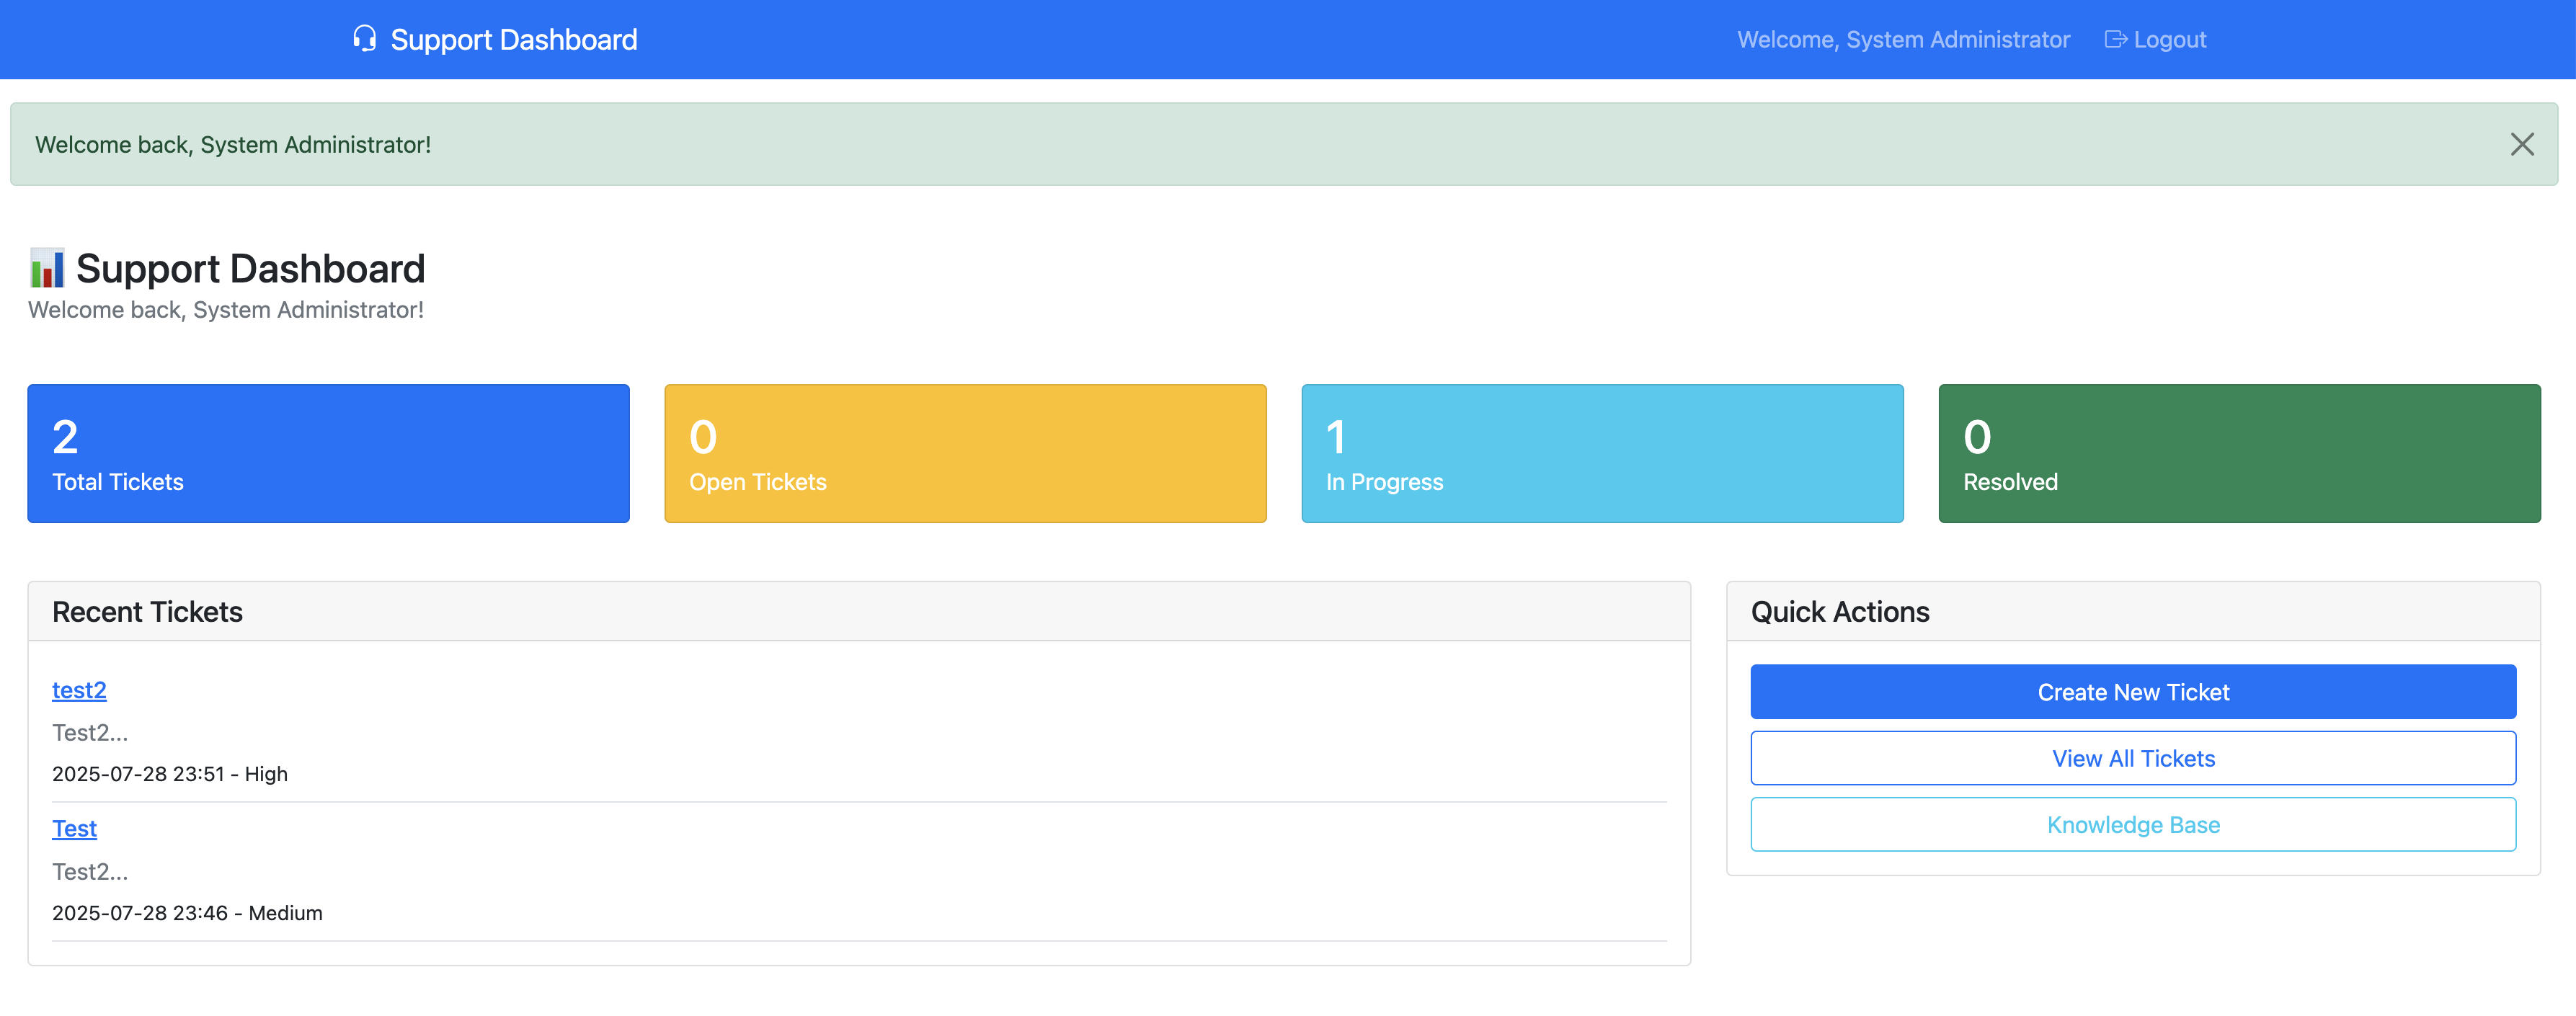 Support Dashboard
Welcome, System Administrator
Logout
Welcome back, System Administrator!
Support Dashboard
Welcome back, System Administrator!
2
Total Tickets
0
Open Tickets
1
In Progress
0
Resolved
Recent Tickets
test2
Test2...
2025-07-28 23:51 - High
Test
Test2...
2025-07-28 23:46 - Medium
Quick Actions
Create New Ticket
View All Tickets
Knowledge Base